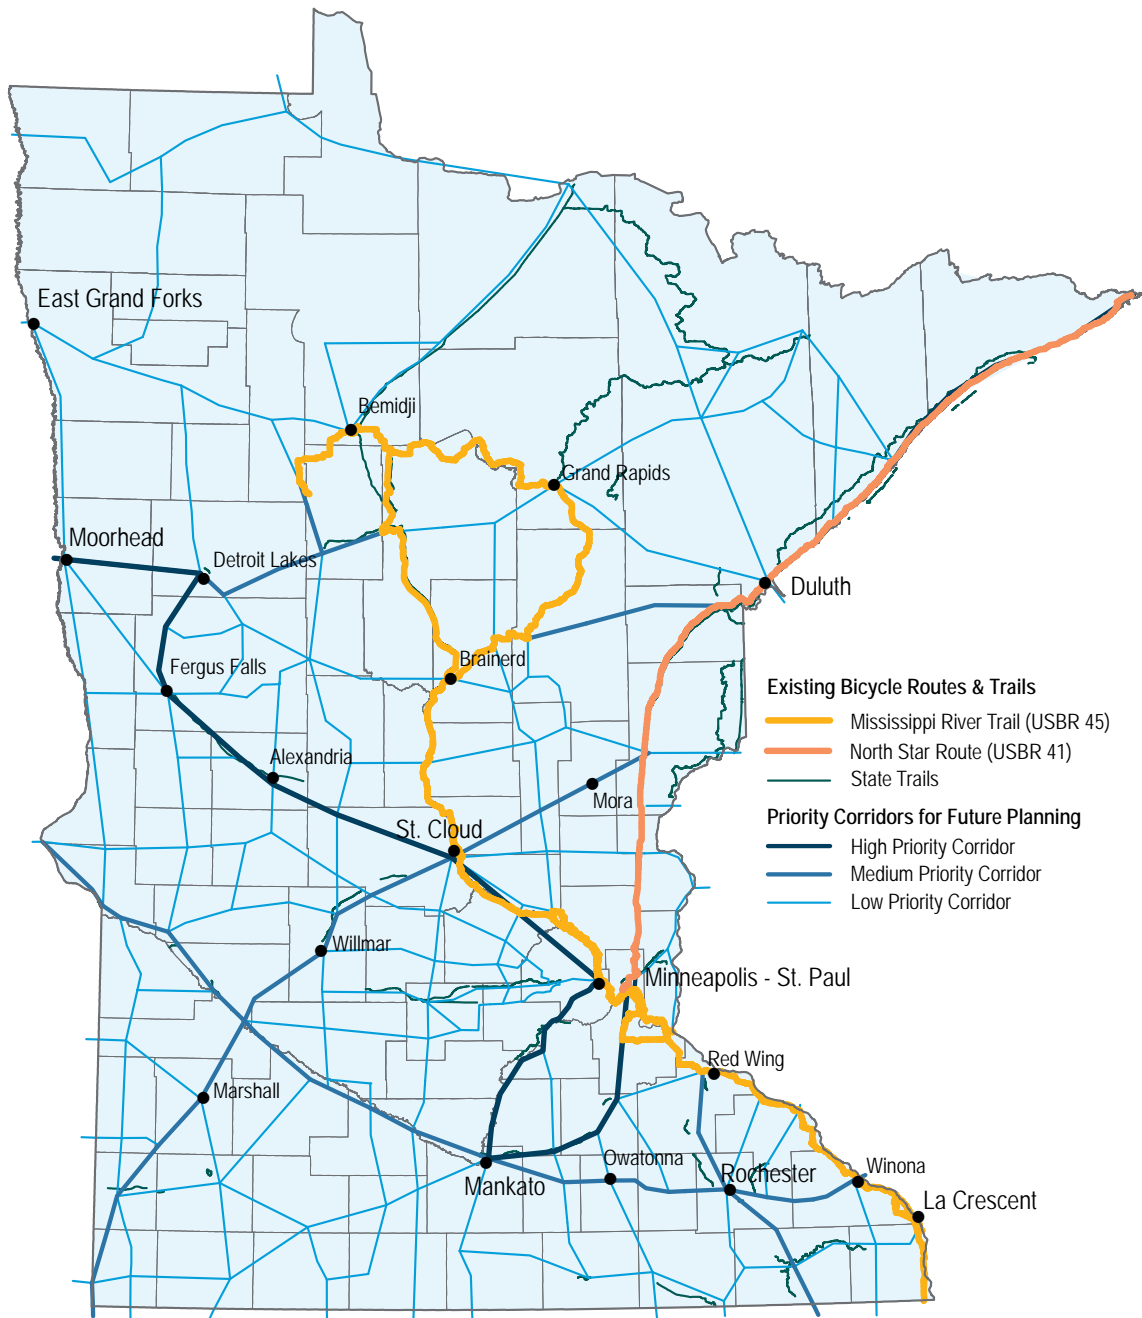 East Grand Forks
Bemidji
Grand Rapids
Moorhead
Detroit Lakes
Duluth
Brainerd
Fergus Falls
Existing Bicycle Routes & Trails
Mississippi River Trail (USBR 45)
North Star Route (USBR 41)
State Trails
Alexandria
Mora
Priority Corridors for Future Planning
St. Cloud
High Priority Corridor
Medium Priority Corridor
Low Priority Corridor
Willmar
Minneapolis - St. Paul
Red Wing
Marshall
Owatonna
Winona
Mankato
Rochester
La Crescent